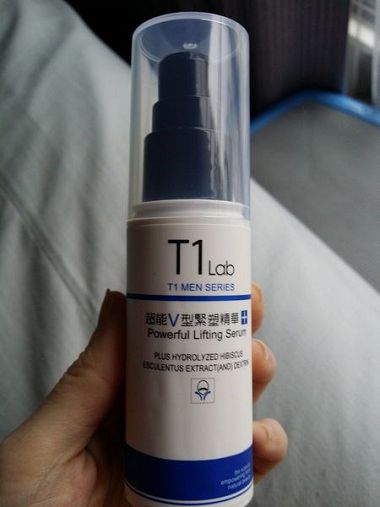 T1 Lab
T1 MEN SERIES
超能V型緊塑精華
Powerful Lifting Serum
PLUS HYDROLYZED HIBISCUS
ESCULENTUS EXTRACT(AND) DEXTRIN